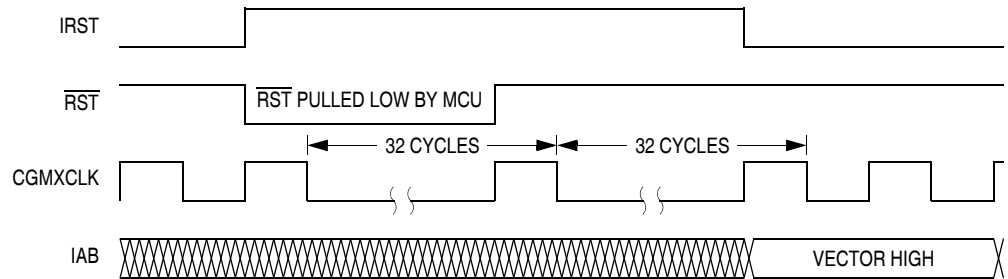 IRST
RST
RST PULLED LOW BY MCU
32 CYCLES
32 CYCLES
CGMXCLK
IAB
VECTOR HIGH